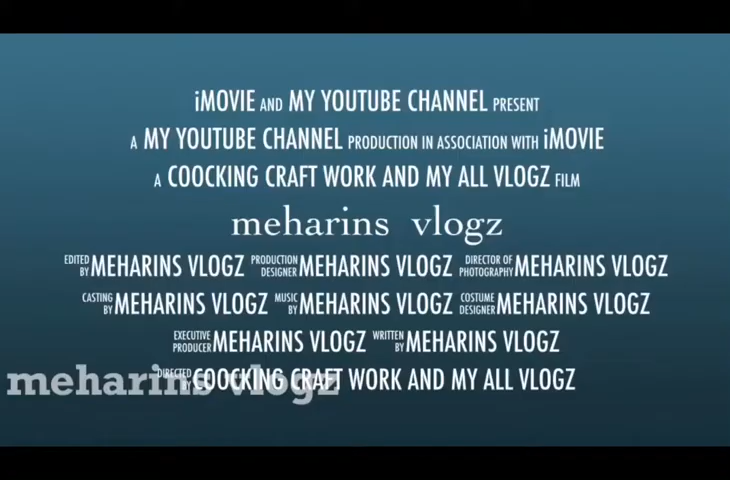 iMOVIE AND MY YOUTUBE CHANNEL PRESENT
A MY YOUTUBE CHANNEL PRODUCTION IN ASSOCIATION WITH iMOVIE
A COOCKING CRAFT WORK AND MY ALL VLOGZ FILM
meharins vlogz
EDITED BY MEHARINS VLOGZ PRODUCTION DESIGNER MEHARINS VLOGZ DIRECTOR OF PHOTOGRAPHY MEHARINS VLOGZ
CASTING BY MEHARINS VLOGZ MUSIC BY MEHARINS VLOGZ COSTUME DESIGNER MEHARINS VLOGZ
EXECUTIVE PRODUCER MEHARINS VLOGZ WRITTEN BY MEHARINS VLOGZ
DIRECTED BY COOCKING CRAFT WORK AND MY ALL VLOGZ
meharins vlogz